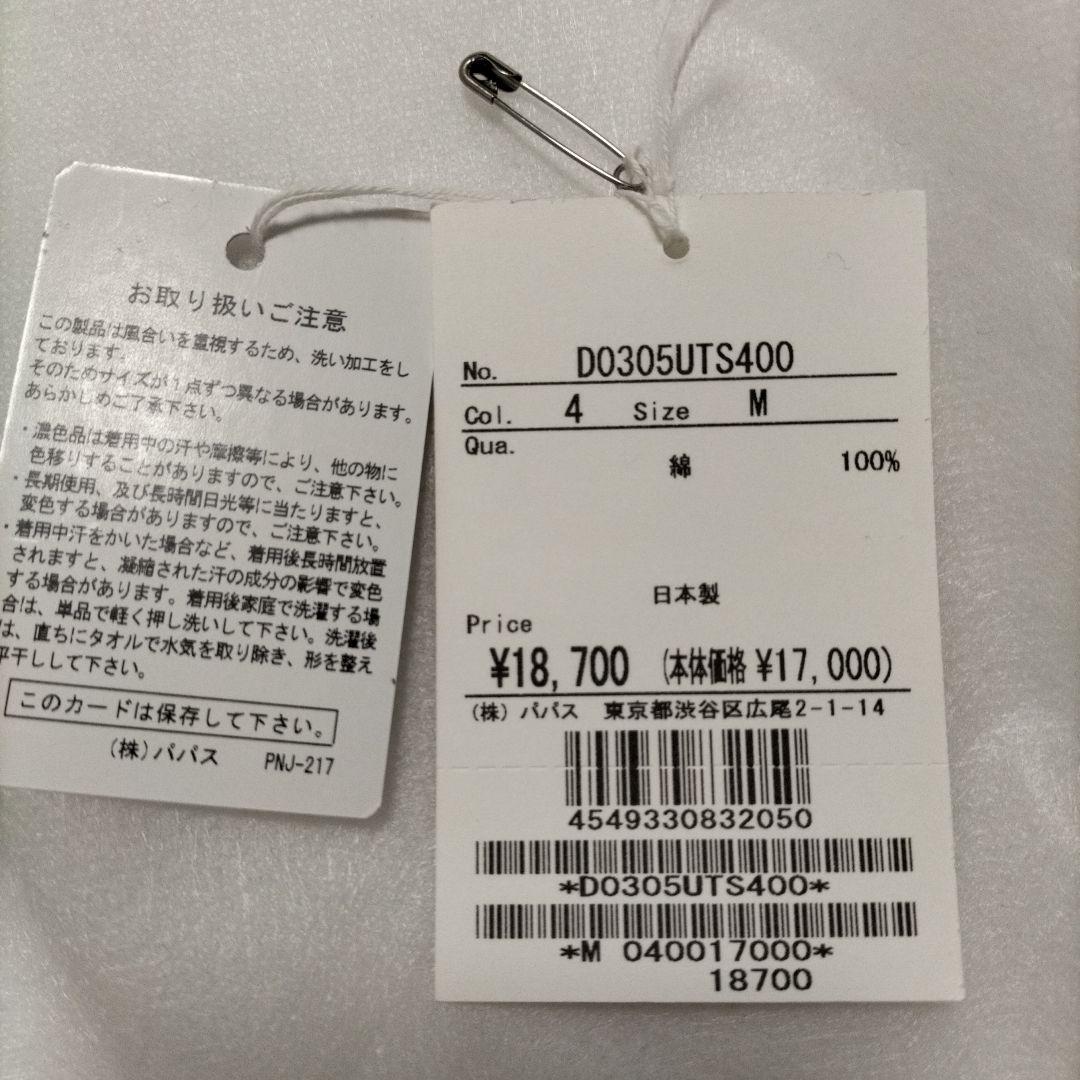 お取り扱いご注意
この製品は風合いを重視するため、洗い加工をし
ております。
そのためサイズが1点ずつ異なる場合があります。
あらかじめご了承下さい。
・濃色品は着用中の汗や摩擦等により、他の物に
色移りすることがありますので、ご注意下さい。
・長期使用、及び長時間日光等に当たりますと、
変色する場合がありますので、ご注意下さい。
・着用中汗をかいた場合など、着用後長時間放置
されますと、凝縮された汗の成分の影響で変色
する場合があります。着用後家庭で洗濯する場
合は、単品で軽く押し洗いして下さい。洗濯後
は、直ちにタオルで水気を取り除き、形を整え
平干しして下さい。
このカードは保存して下さい。
(株)パパス PNJ-217
No. D0305UTS400
Col. 4 Size M
Qua.
綿 100%
日本製
Price
¥18,700 (本体価格 ¥17,000)
(株) パパス 東京都渋谷区広尾2-1-14
4549330832050
*D0305UTS400*
*M 040017000*
18700